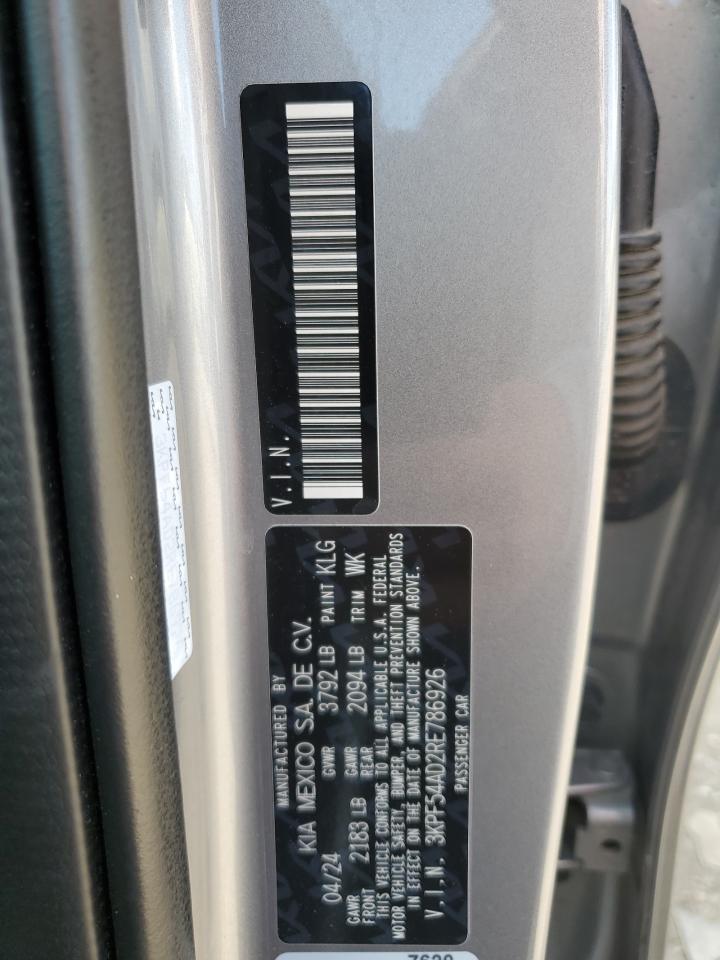 V.I.N.
MANUFACTURED BY
KIA MEXICO S.A. DE C.V.
04/24 GVWR 3792 LB PAINT KLG
GAWR FRONT 2183 LB GAWR REAR 2094 LB TRIM WK
THIS VEHICLE CONFORMS TO ALL APPLICABLE U.S.A. FEDERAL
MOTOR VEHICLE SAFETY, BUMPER, AND THEFT PREVENTION STANDARDS
IN EFFECT ON THE DATE OF MANUFACTURE SHOWN ABOVE.
V.I.N. 3KPF54AD2RE786926
PASSENGER CAR